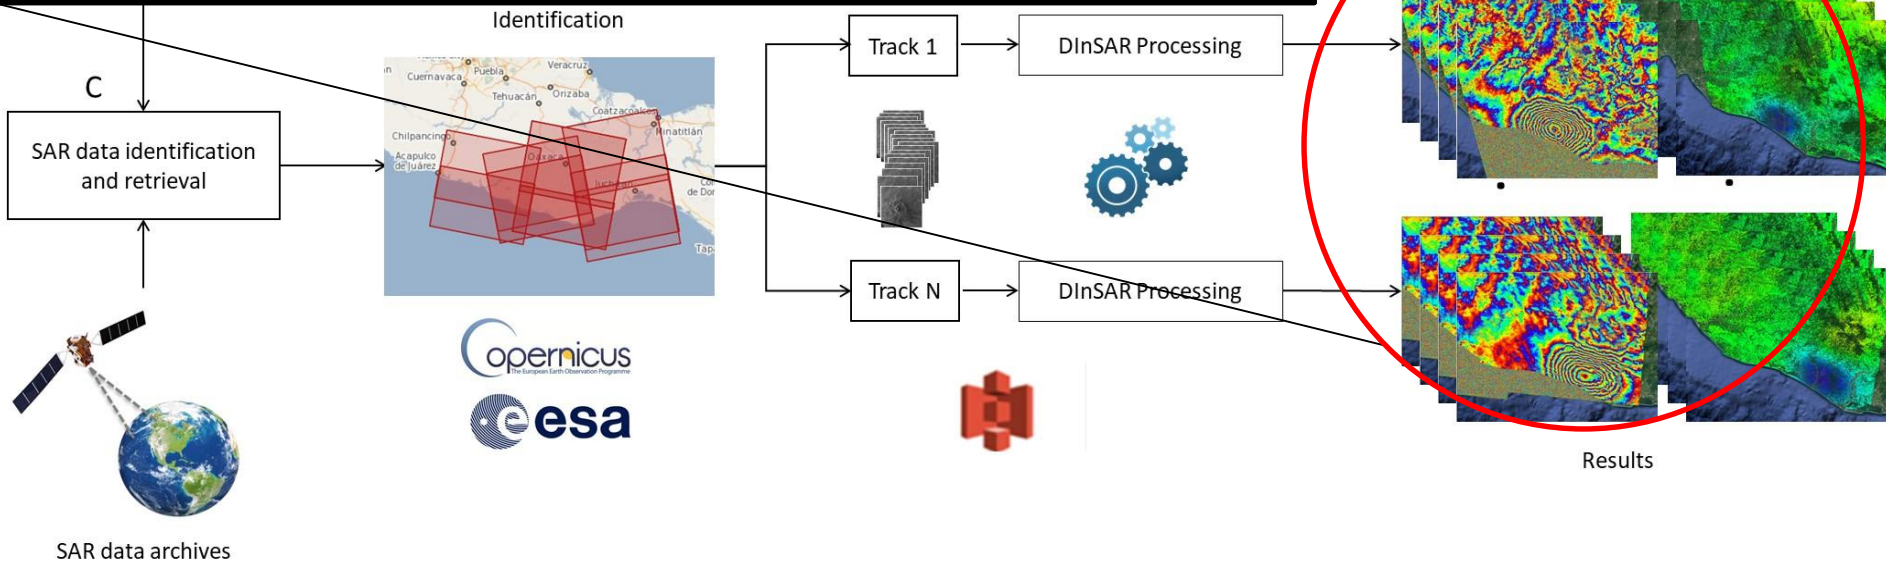 Identification
Track 1
DInSAR Processing
C
SAR data identification
and retrieval
Cuernavaca
Puebla
Veracruz
Tehuacán
Orizaba
Coatzacoalcos
Minatitlán
Chilpancingo
Acapulco
de Juárez
Oaxaca
Tap
Track N
DInSAR Processing
opernicus
The European Earth Observation Programme
esa
Results
SAR data archives